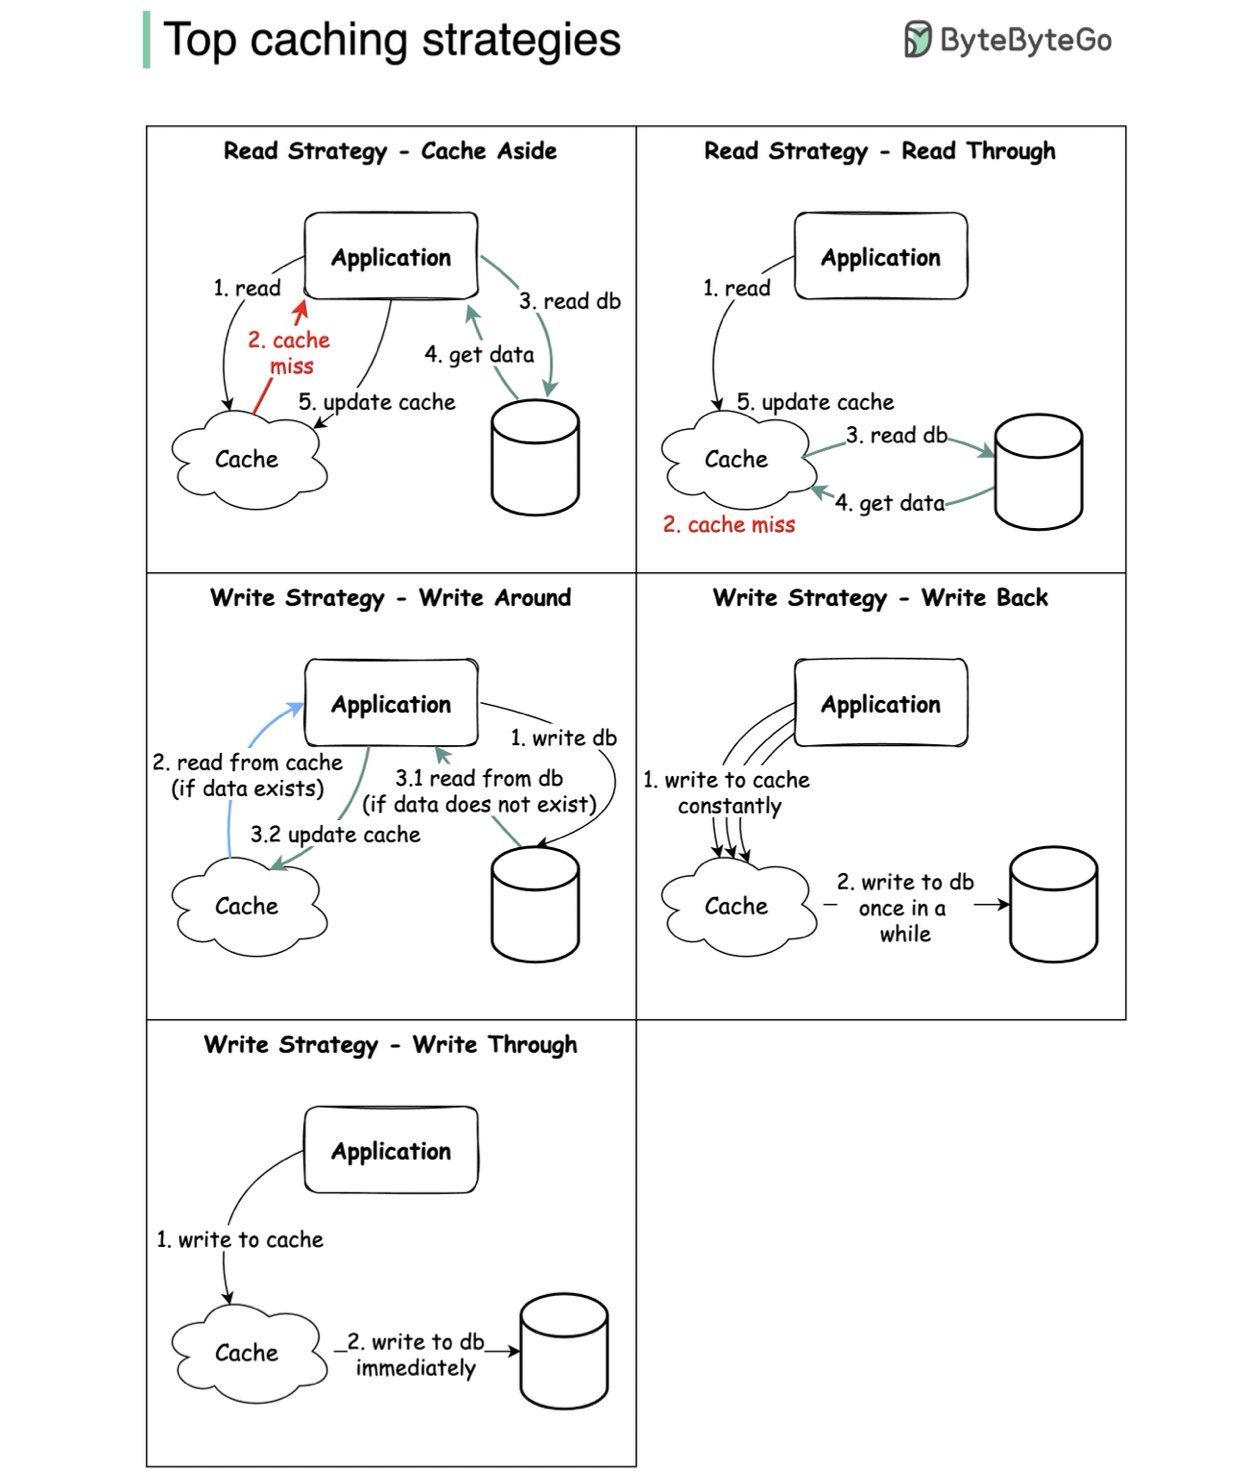 Top caching strategies
ByteByteGo
Read Strategy - Cache Aside
Application
1. read
3. read db
2. cache
miss
4. get data
5. update cache
Cache
Read Strategy - Read Through
Application
1. read
5. update cache
3. read db
Cache
4. get data
2. cache miss
Write Strategy - Write Around
Application
1. write db
2. read from cache
(if data exists)
3.1 read from db
(if data does not exist)
3.2 update cache
Cache
Write Strategy - Write Back
Application
1. write to cache
constantly
Cache
2. write to db
once in a
while
Write Strategy - Write Through
Application
1. write to cache
Cache
2. write to db
immediately